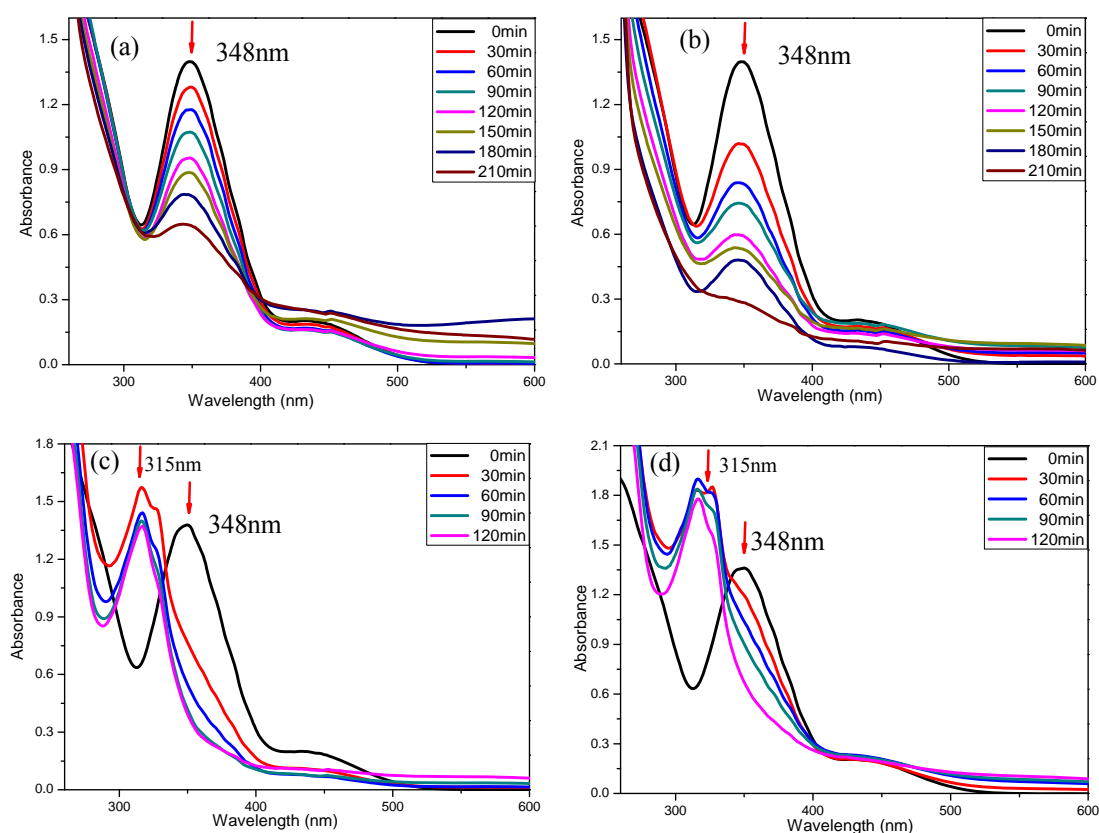 (a)
348nm
0min
30min
60min
90min
120min
150min
180min
210min
1.5
1.2
0.9
0.6
0.3
0.0
300
400
500
600
Absorbance
Wavelength (nm)
(b)
348nm
0min
30min
60min
90min
120min
150min
180min
210min
1.5
1.2
0.9
0.6
0.3
0.0
300
400
500
600
Absorbance
Wavelength (nm)
(c)
315nm
348nm
0min
30min
60min
90min
120min
1.8
1.5
1.2
0.9
0.6
0.3
0.0
300
400
500
600
Absorbance
Wavelength (nm)
(d)
315nm
348nm
0min
30min
60min
90min
120min
2.1
1.8
1.5
1.2
0.9
0.6
0.3
0.0
300
400
500
600
Absorbance
Wavelength (nm)